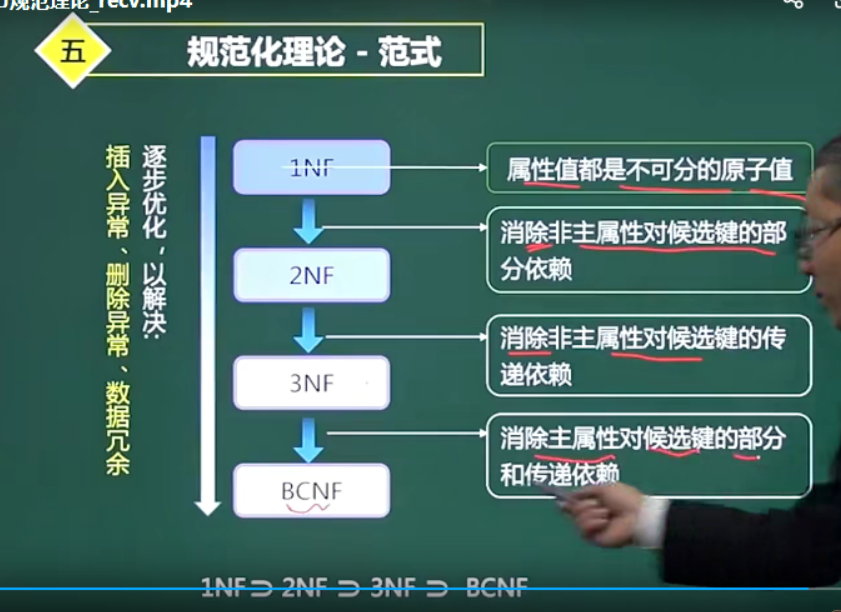 规范理论_recv.mp4
五
规范化理论 - 范式
逐步优化，以解决：
插入异常、删除异常、数据冗余
1NF
属性值都是不可分的原子值
消除非主属性对候选键的部
分依赖
2NF
消除非主属性对候选键的传
递依赖
3NF
消除主属性对候选键的部分
和传递依赖
BCNF
1NF ⊃ 2NF ⊃ 3NF ⊃ BCNF